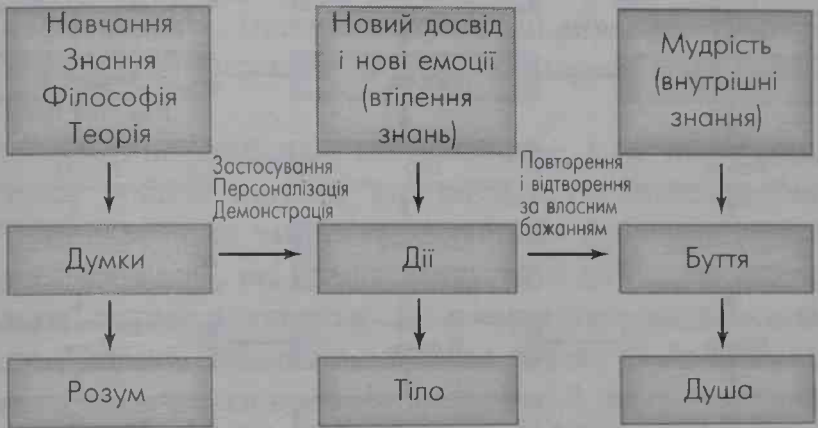 Навчання
Знання
Філософія
Теорія
Новий досвід
і нові емоції
(втілення
знань)
Мудрість
(внутрішні
знання)
Застосування
Персоналізація
Демонстрація
Повторення
і відтворення
за власним
бажанням
Думки
Дії
Буття
Розум
Тіло
Душа